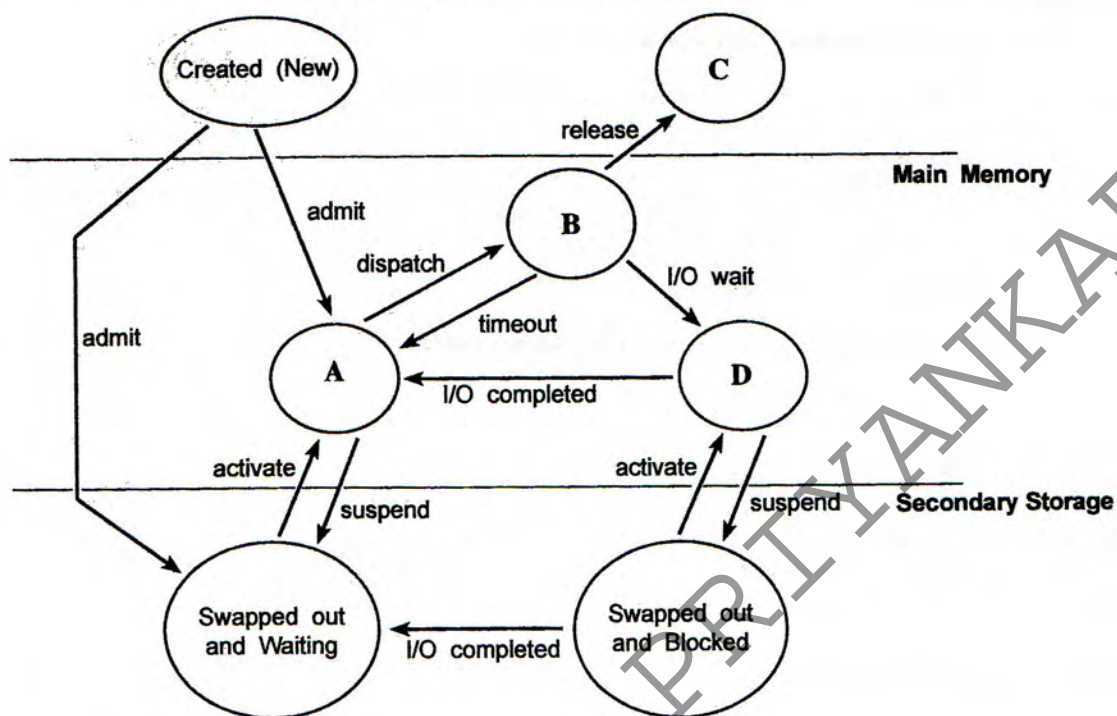 Created (New)
C
release
Main Memory
admit
B
dispatch
I/O wait
timeout
admit
A
D
I/O completed
activate
suspend
activate
suspend
Secondary Storage
Swapped out
and Waiting
I/O completed
Swapped out
and Blocked
PRIYANKA